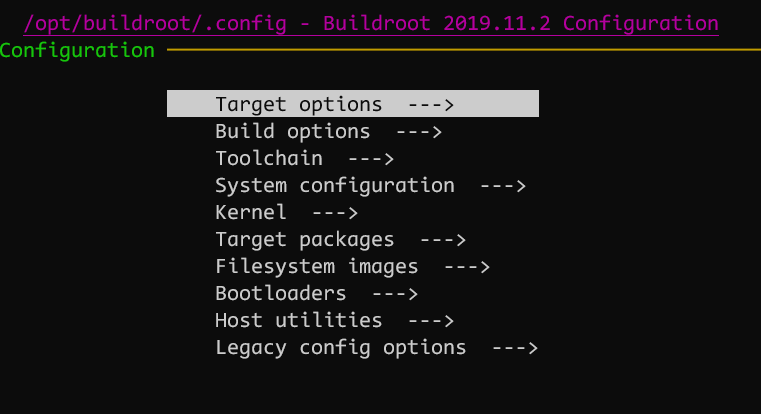 /opt/buildroot/.config - Buildroot 2019.11.2 Configuration
Configuration
Target options --->
Build options --->
Toolchain --->
System configuration --->
Kernel --->
Target packages --->
Filesystem images --->
Bootloaders --->
Host utilities --->
Legacy config options --->